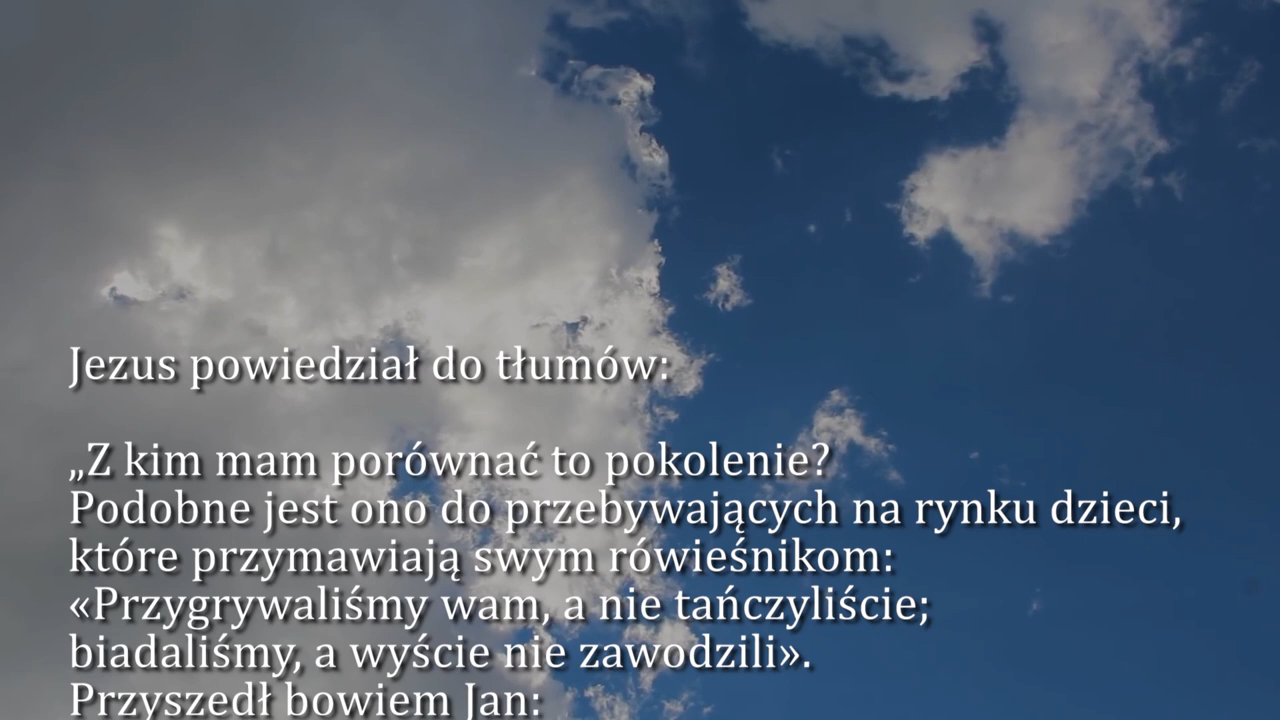 Jezus powiedział do tłumów:
„Z kim mam porównać to pokolenie?
Podobne jest ono do przebywających na rynku dzieci,
które przymawiają swym rówieśnikom:
«Przygrywaliśmy wam, a nie tańczyliście;
biadaliśmy, a wyście nie zawodzili».
Przyszedł bowiem Jan: